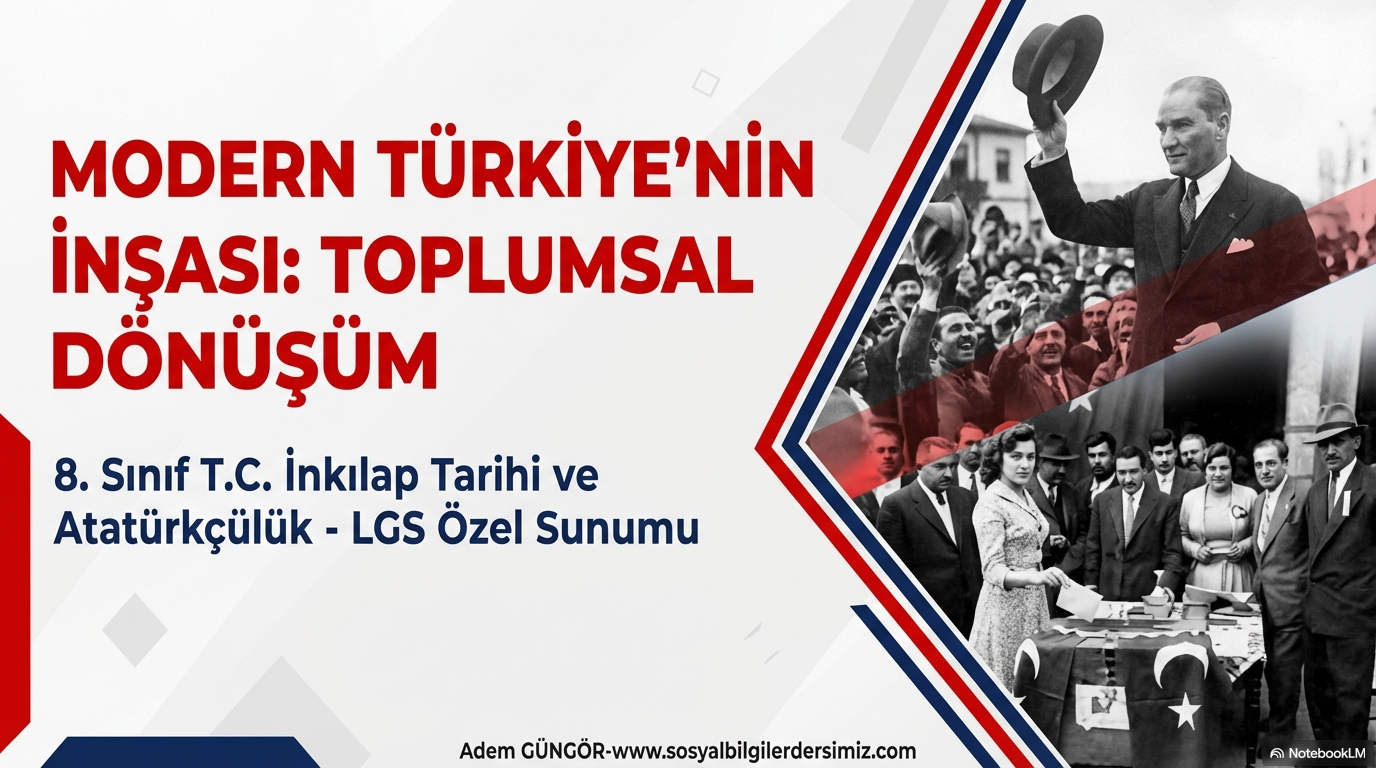 MODERN TÜRKİYE’NİN
İNŞASI: TOPLUMSAL
DÖNÜŞÜM
8. Sınıf T.C. İnkılap Tarihi ve
Atatürkçülük - LGS Özel Sunumu
Adem GÜNGÖR-www.sosyalbilgilerdersimiz.com
NotebookLM